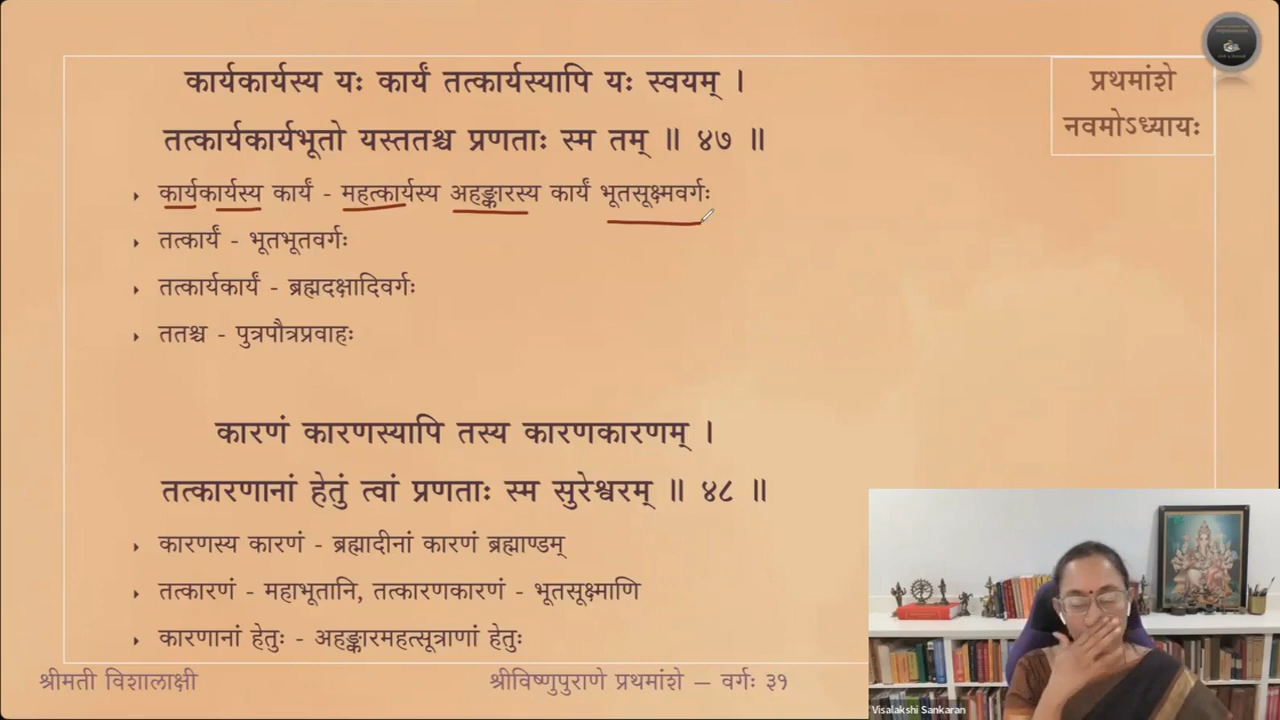 कार्यकार्यस्य यः कार्यं तत्कार्यस्यापि यः स्वयम् ।
तत्कार्यकार्यभूतो यस्ततश्च प्रणताः स्म तम् ॥ ४७ ॥
कार्यकार्यस्य कार्यं - महत्कार्यस्य अहङ्कारस्य कार्यं भूतसूक्ष्मवर्गः
तत्कार्यं - भूतभूतवर्गः
तत्कार्यकार्यं - ब्रह्मदक्षादिवर्गः
ततश्च - पुत्रपौत्रप्रवाहः
प्रथमांशे
नवमोऽध्यायः
कारणं कारणस्यापि तस्य कारणकारणम् ।
तत्कारणानां हेतुं त्वां प्रणताः स्म सुरेश्वरम् ॥ ४८ ॥
कारणस्य कारणं - ब्रह्मादीनां कारणं ब्रह्माण्डम्
तत्कारणं - महाभूतानि, तत्कारणकारणं - भूतसूक्ष्माणि
कारणानां हेतुः - अहङ्कारमहत्सूत्राणां हेतुः
श्रीमती विशालाक्षी
श्रीविष्णुपुराणे प्रथमांशे – वर्गः ३१
Visalakshi Sankaran